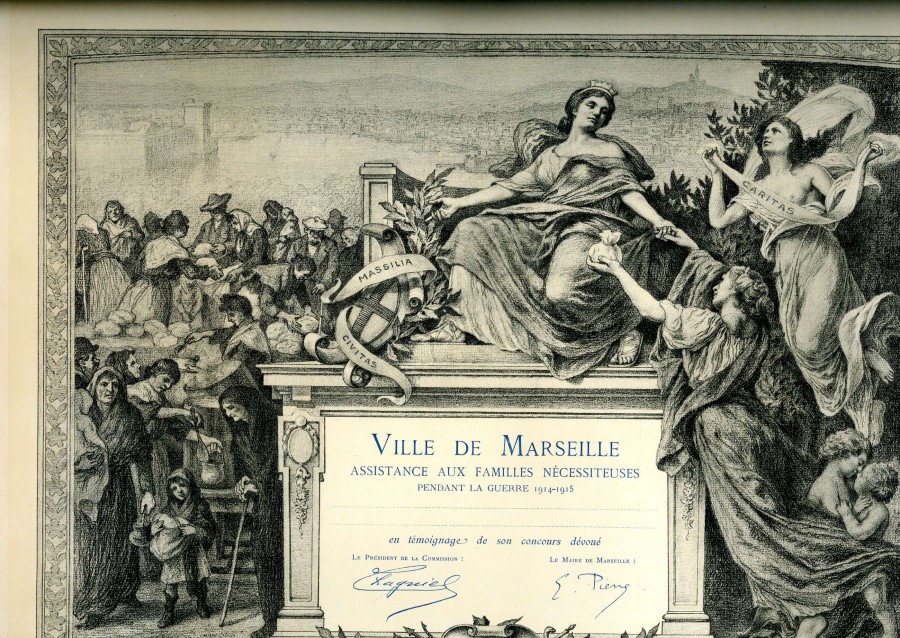 CARITAS
MASSILIA
CIVITAS
VILLE DE MARSEILLE
ASSISTANCE AUX FAMILLES NÉCESSITEUSES
PENDANT LA GUERRE 1914-1915
en témoignage de son concours dévoué
LE PRÉSIDENT DE LA COMMISSION : LE MAIRE DE MARSEILLE :
E. Pierre